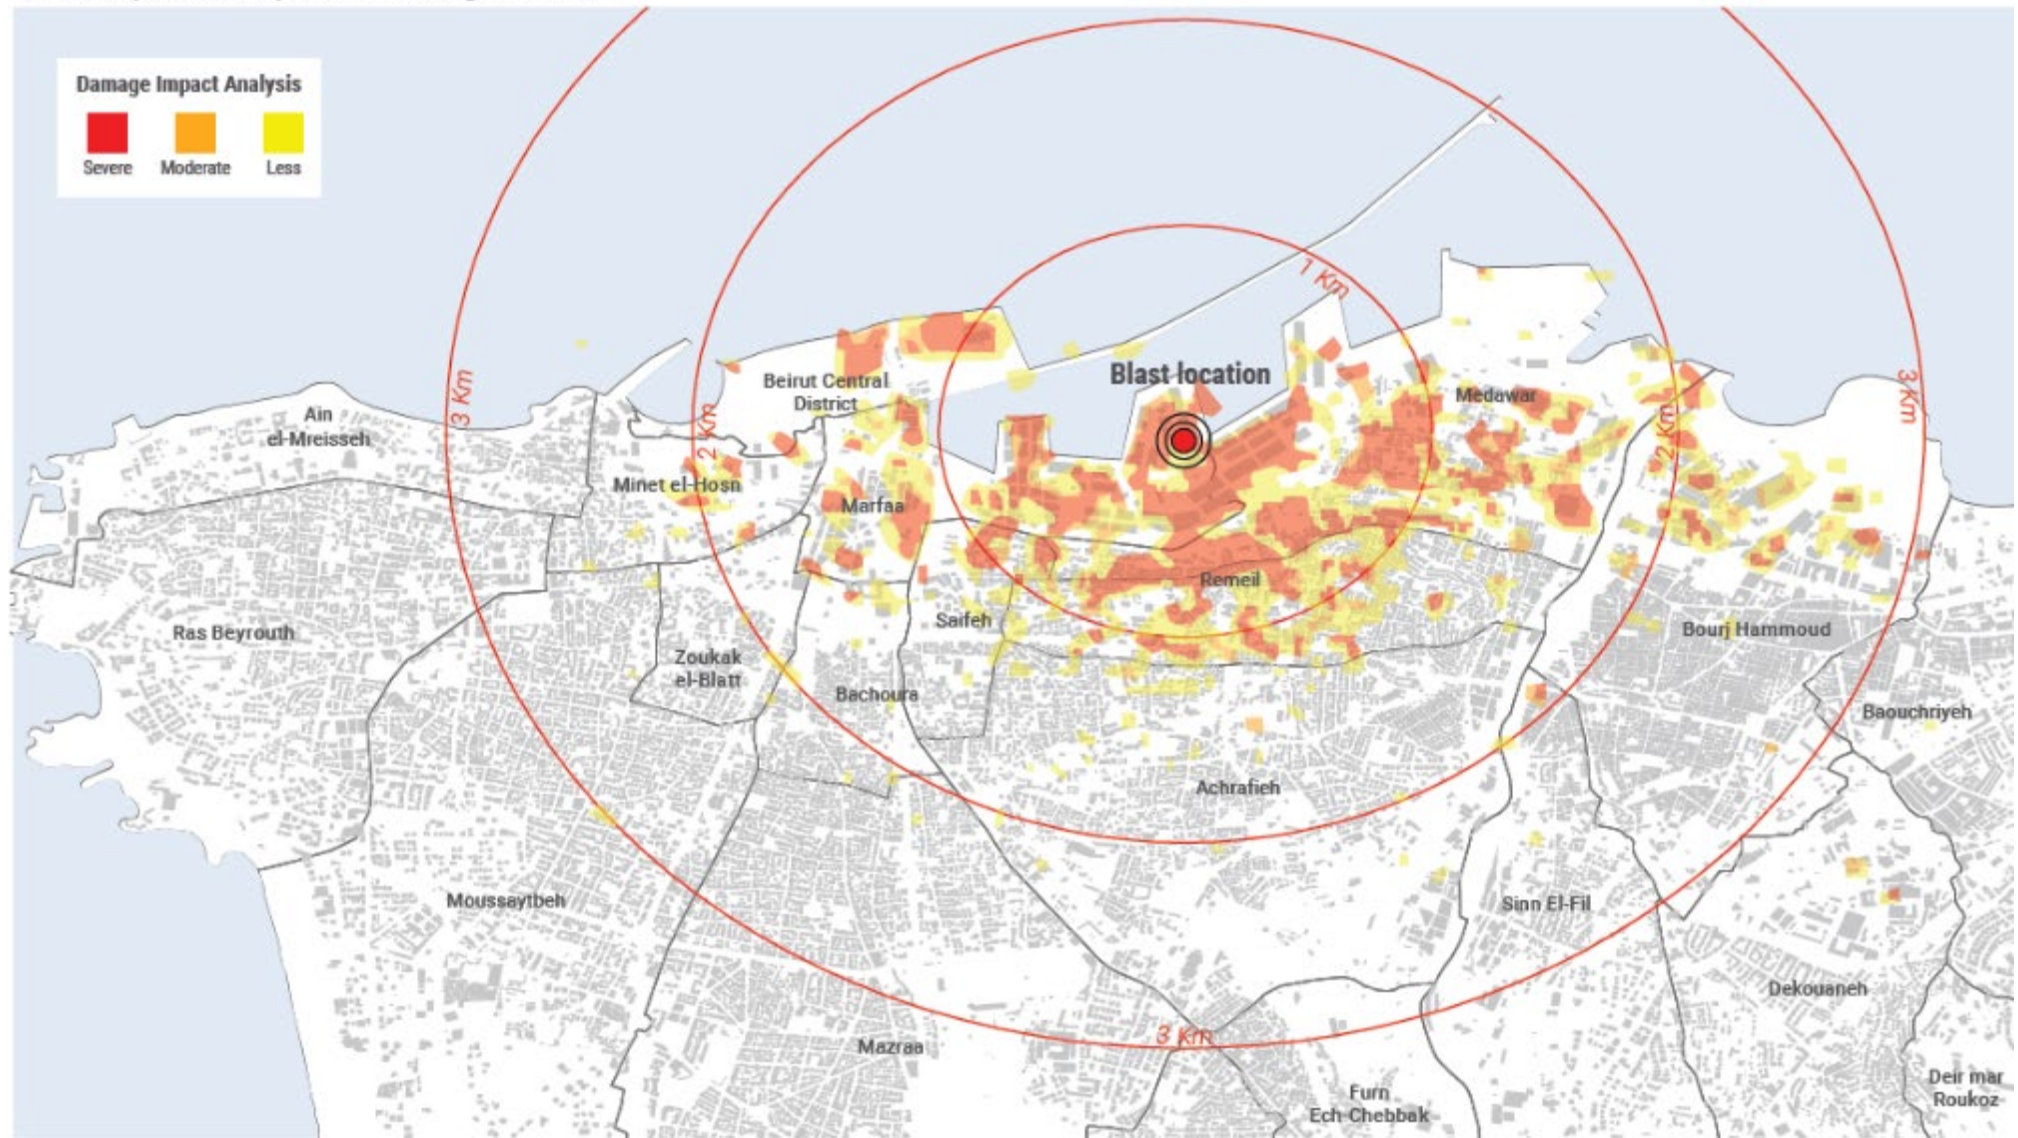 Damage Impact Analysis
Severe Moderate Less
1 Km
Blast location
3 Km
2 Km
2 Km
3 Km
Beirut Central
District
Medawar
Ain
el-Mreisseh
Minet el-Hosn
Marfaa
Remeil
Ras Beyrouth
Saifeh
Bourj Hammoud
Zoukak
el-Blatt
Bachoura
Baouchriyeh
Achrafieh
Moussaytbeh
Sinn El-Fil
Dekouaneh
3 Km
Mazraa
Furn
Ech-Chebbak
Deir mar
Roukoz